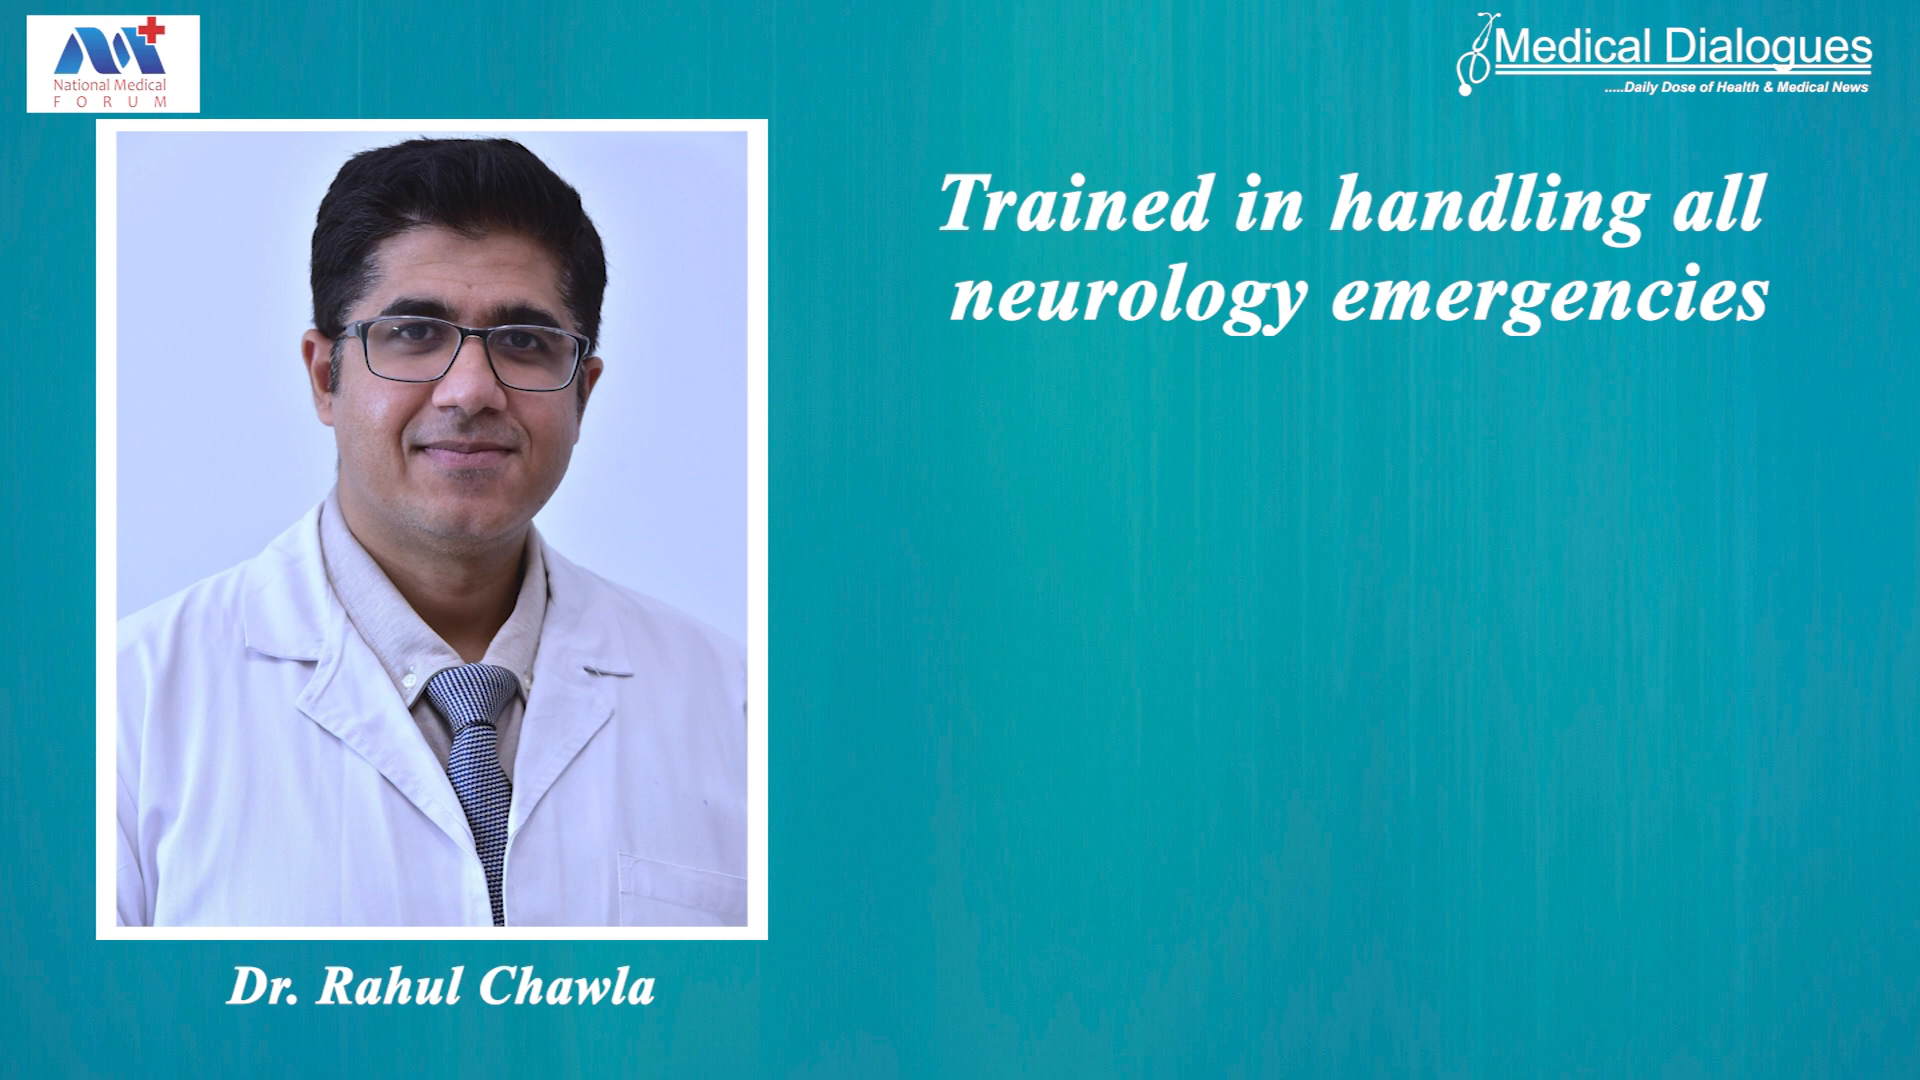 National Medical
FORUM
Medical Dialogues
.....Daily Dose of Health & Medical News
Trained in handling all
neurology emergencies
Dr. Rahul Chawla